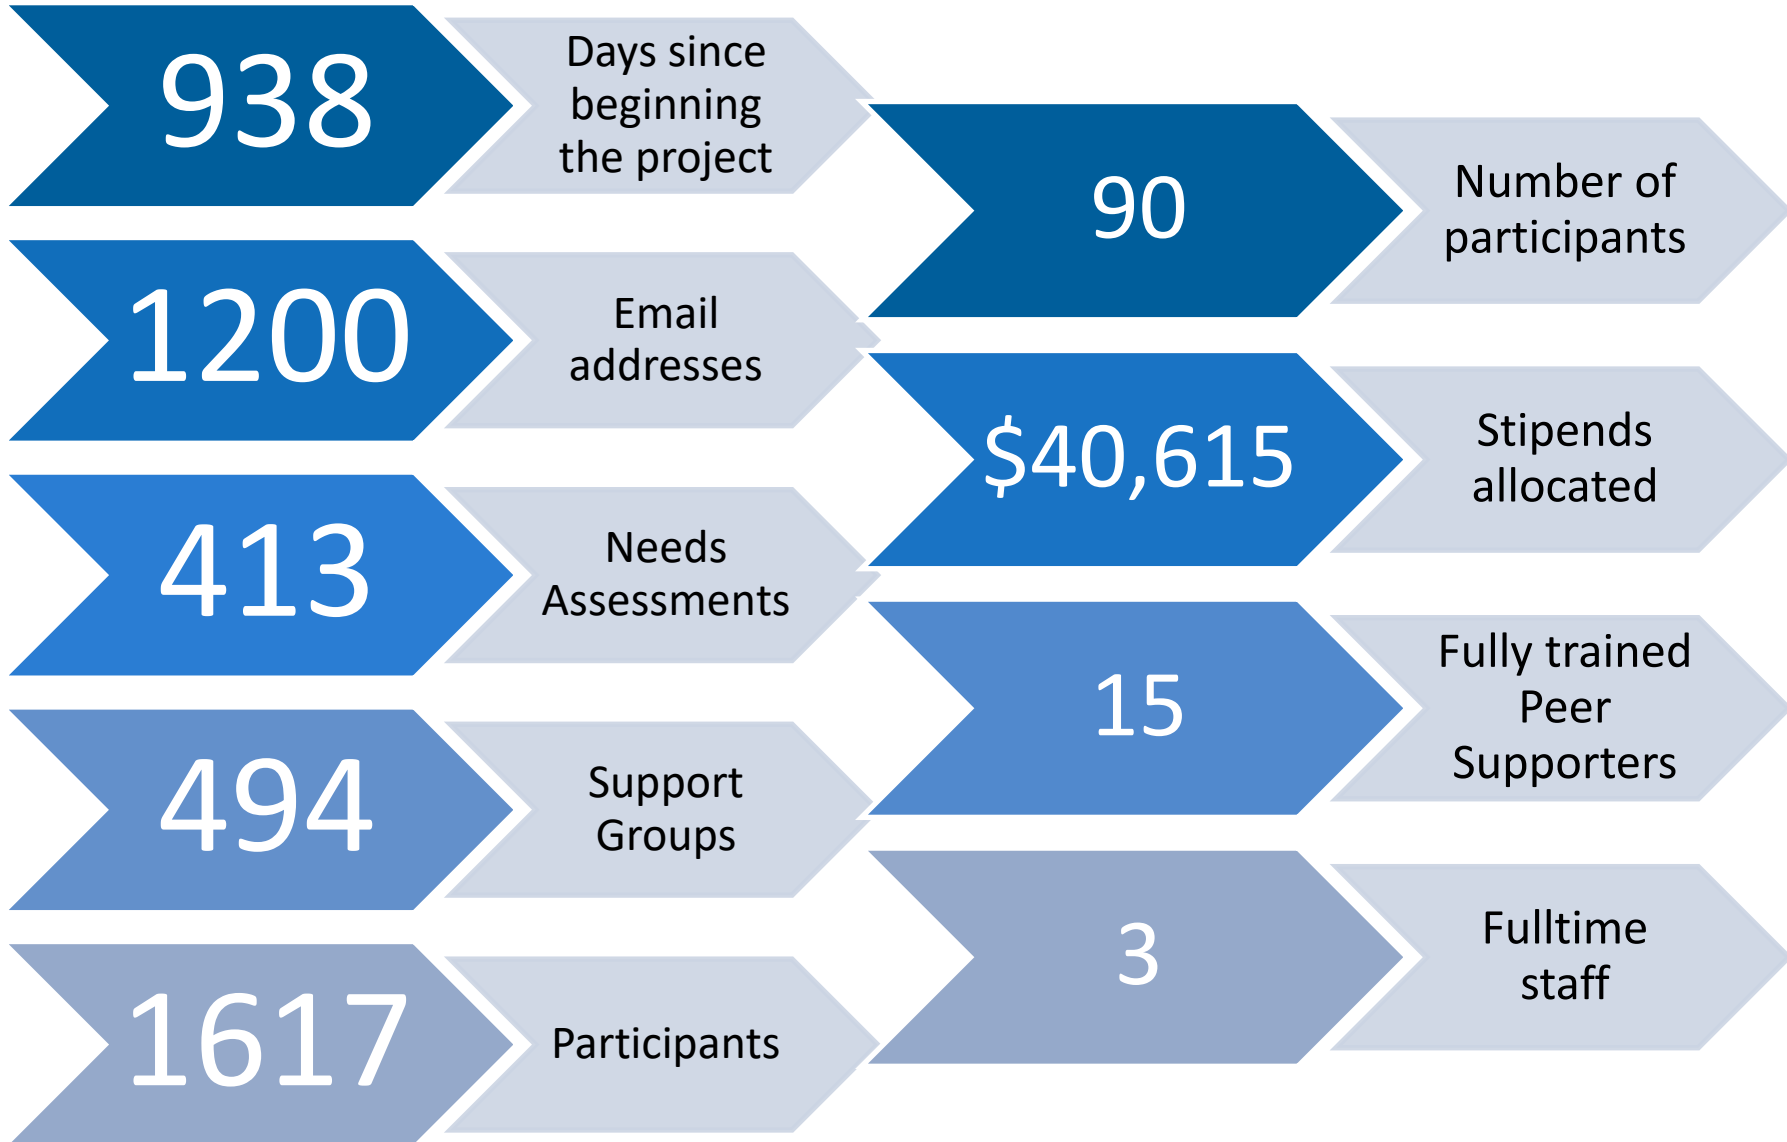 938
Days since
beginning
the project
1200
Email
addresses
413
Needs
Assessments
494
Support
Groups
1617
Participants
90
Number of
participants
$40,615
Stipends
allocated
15
Fully trained
Peer
Supporters
3
Fulltime
staff